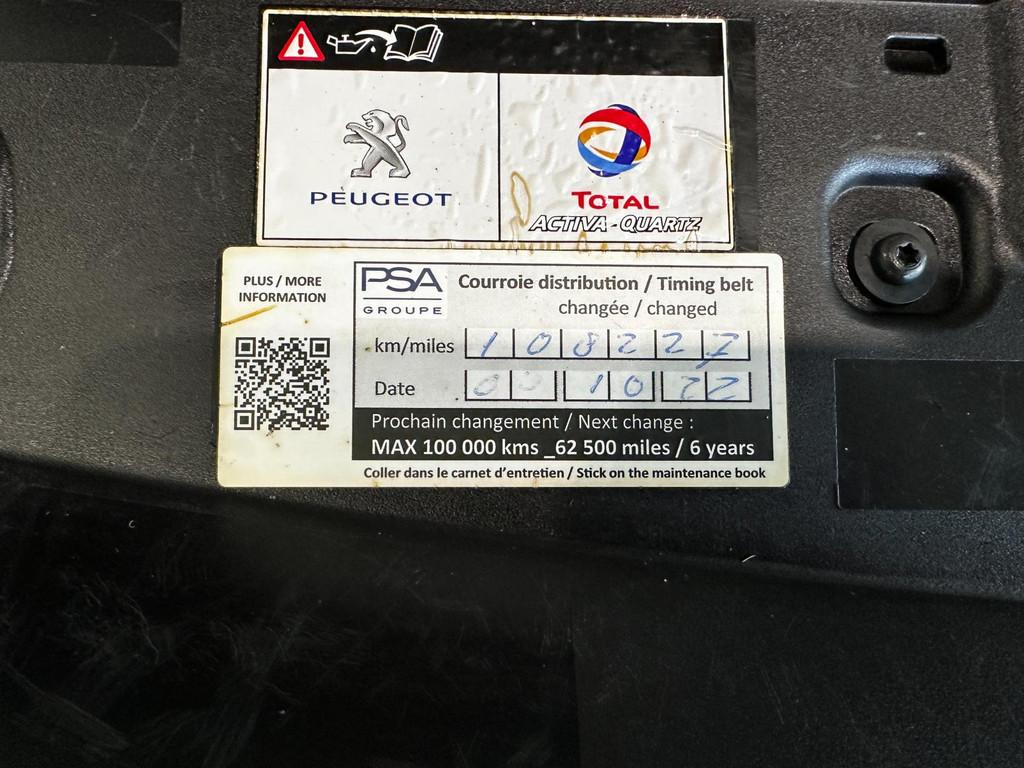 PEUGEOT
TOTAL
ACTIVA - QUARTZ
PLUS / MORE
INFORMATION
PSA
GROUPE
Courroie distribution / Timing belt
changée / changed
km/miles 108227
Date 10 22
Prochain changement / Next change :
MAX 100 000 kms _62 500 miles / 6 years
Coller dans le carnet d'entretien / Stick on the maintenance book